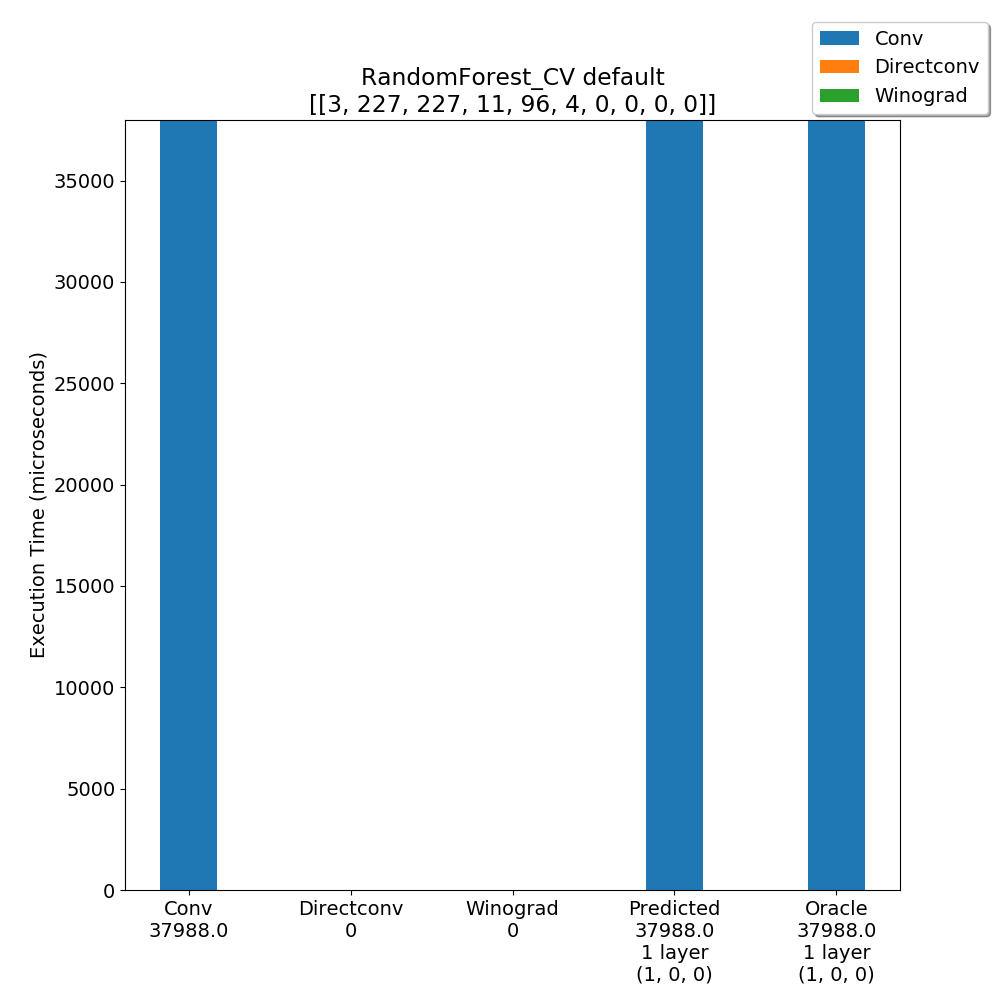 Conv
Directconv
Winograd
RandomForest_CV default
[[3, 227, 227, 11, 96, 4, 0, 0, 0, 0]]
Execution Time (microseconds)
35000
30000
25000
20000
15000
10000
5000
0
Conv
37988.0
Directconv
0
Winograd
0
Predicted
37988.0
1 layer
(1, 0, 0)
Oracle
37988.0
1 layer
(1, 0, 0)